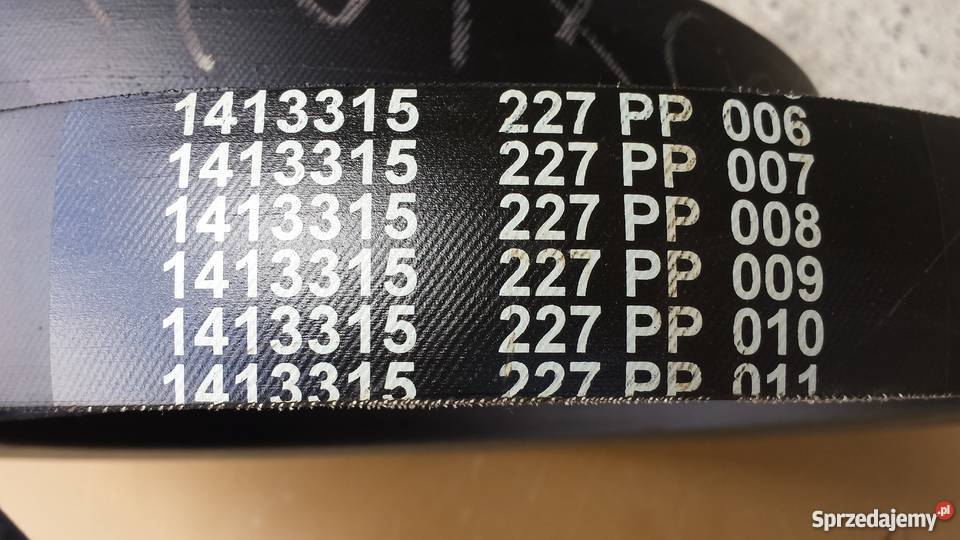 1413315 227 PP 006
1413315 227 PP 007
1413315 227 PP 008
1413315 227 PP 009
1413315 227 PP 010
1413315 227 PP 011
Sprzedajemy.pl